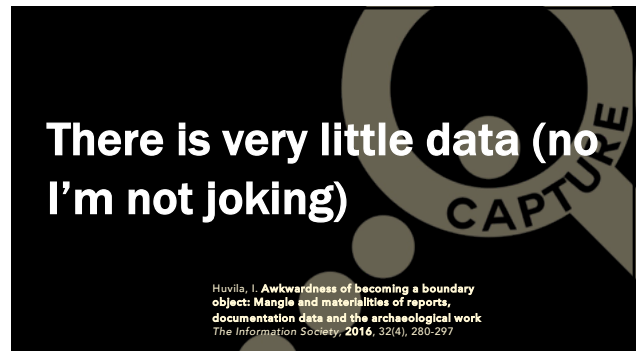 There is very little data (no
I'm not joking)
CAPTURE
Huvila, I. Awkwardness of becoming a boundary
object: Mangle and materialities of reports,
documentation data and the archaeological work
The Information Society, 2016, 32(4), 280-297